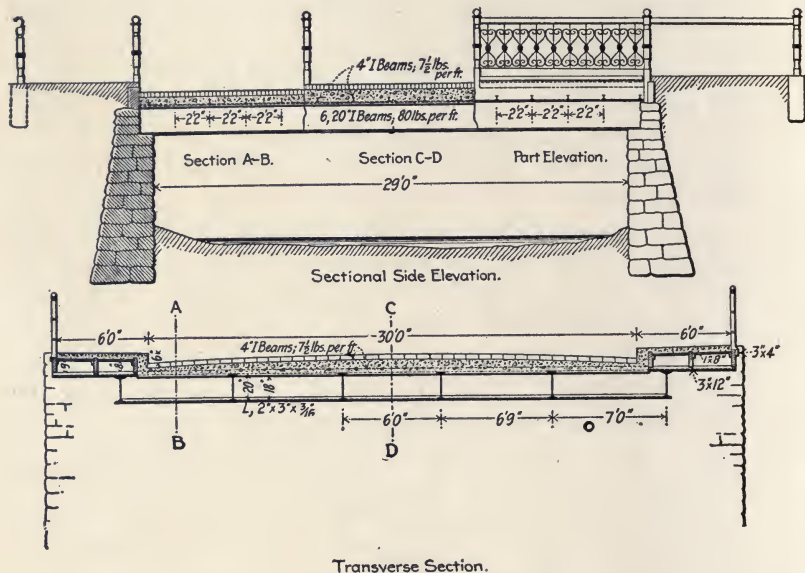 4" I Beams; 7½ lbs. per ft.
2'2" 2'2" 2'2"
6, 20" I Beams; 80 lbs. per ft.
2'2" 2'2" 2'2"
Section A-B.
Section C-D
Part Elevation.
29'0"
Sectional Side Elevation.
A
C
6'0"
30'0"
6'0"
4" I Beams; 7½ lbs. per ft.
3"x4"
3"x12"
20"
18"
L, 2" x 3" x 3/16"
6'0"
6'9"
7'0"
B
D
Transverse Section.